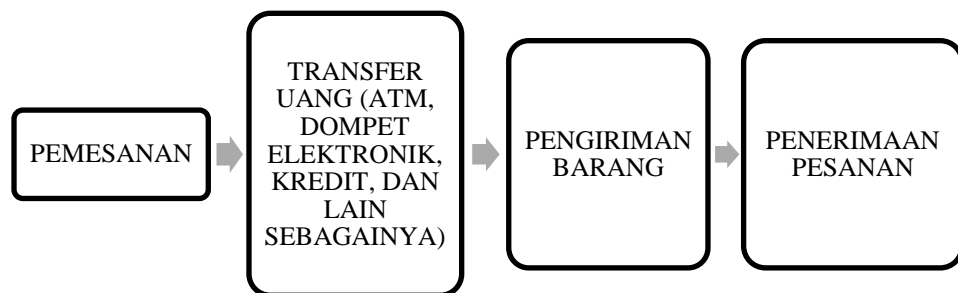 PEMESANAN
TRANSFER
UANG (ATM,
DOMPET
ELEKTRONIK,
KREDIT, DAN
LAIN
SEBAGAINYA)
PENGIRIMAN
BARANG
PENERIMAAN
PESANAN